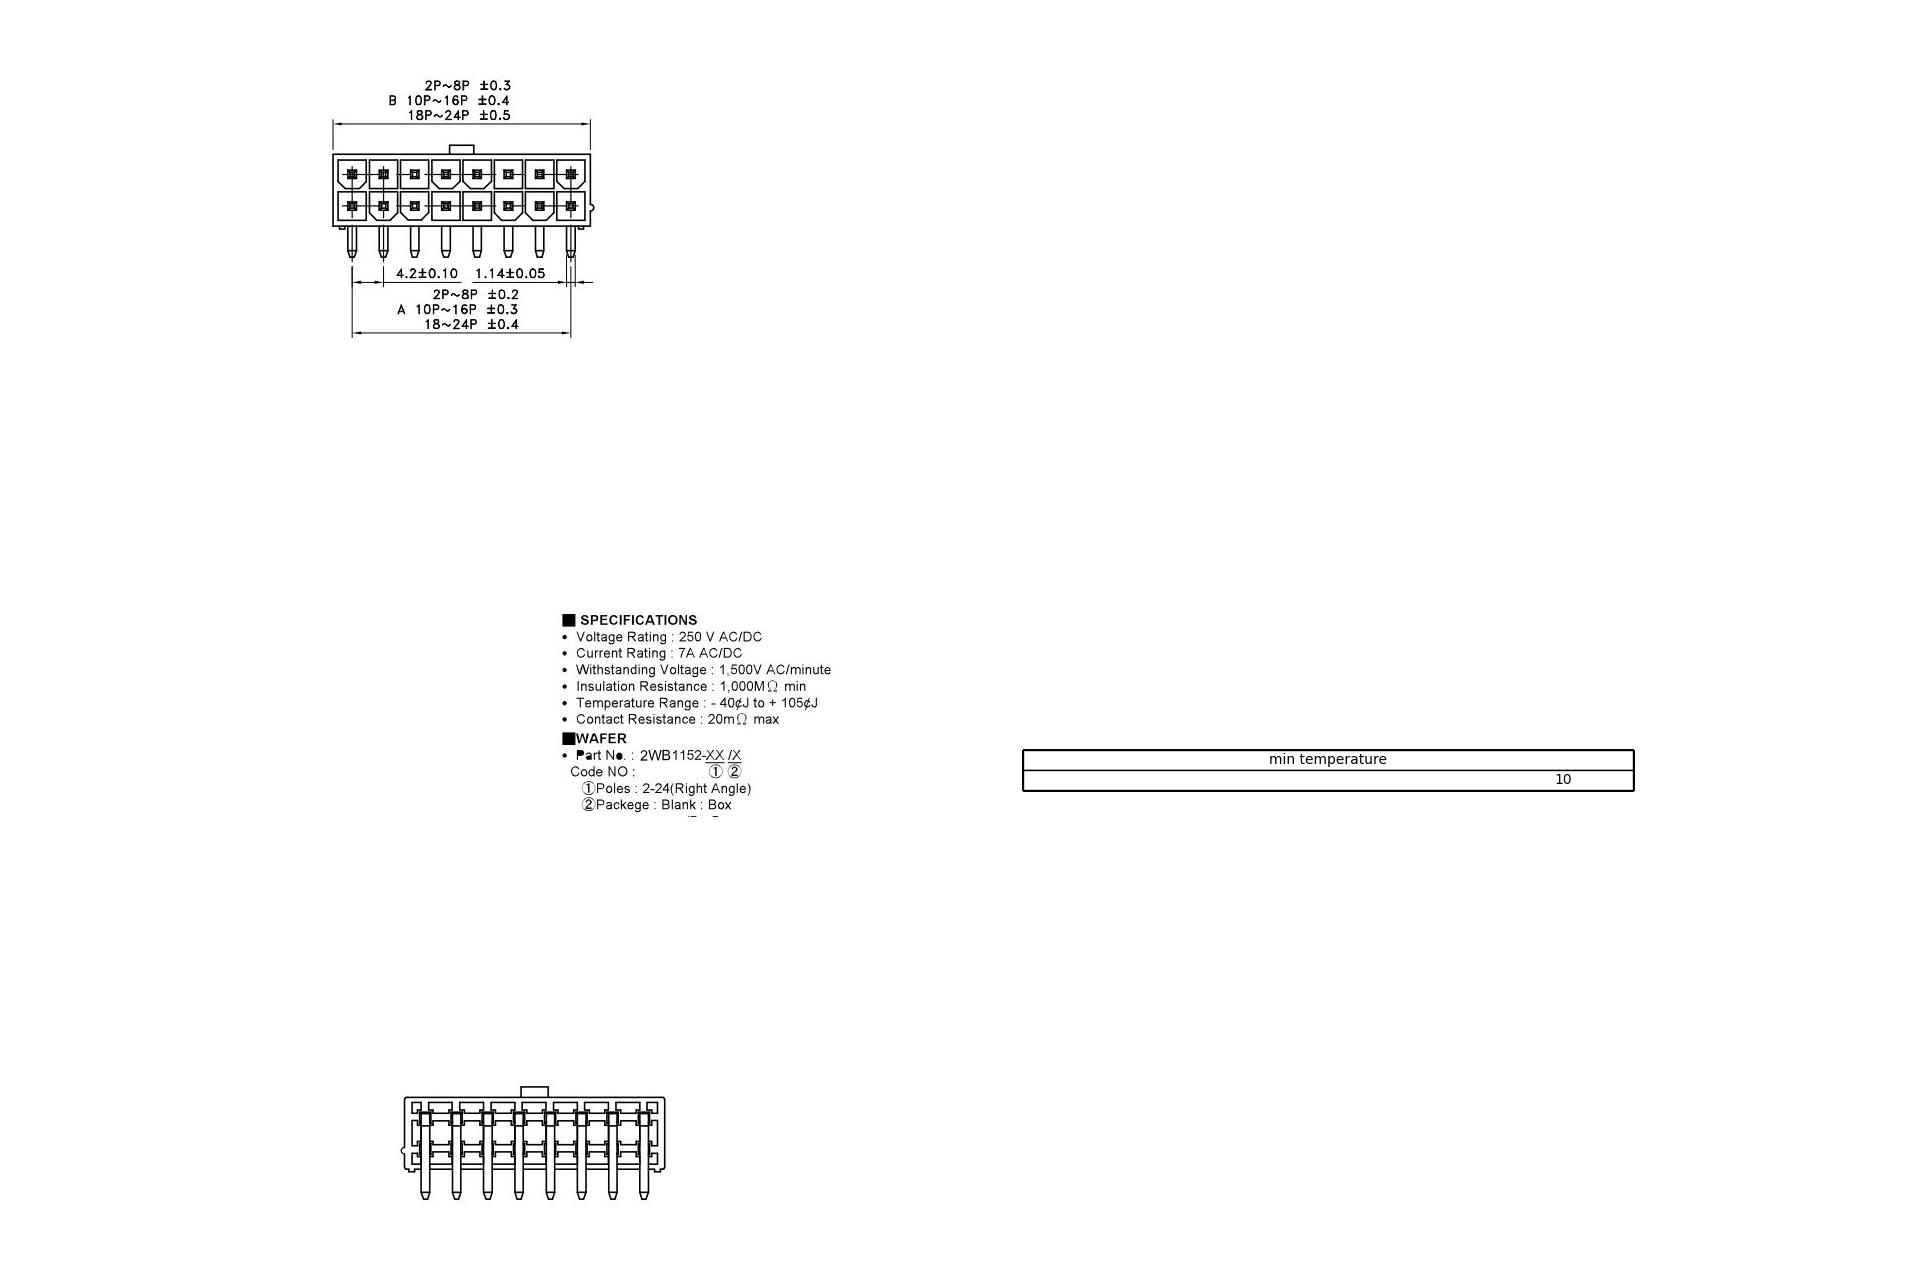 2P~8P ±0.3
B 10P~16P ±0.4
18P~24P ±0.5
4.2±0.10 1.14±0.05
2P~8P ±0.2
A 10P~16P ±0.3
18~24P ±0.4
■ SPECIFICATIONS
• Voltage Rating : 250 V AC/DC
• Current Rating : 7A AC/DC
• Withstanding Voltage : 1,500V AC/minute
• Insulation Resistance : 1,000MΩ min
• Temperature Range : - 40¢J to + 105¢J
• Contact Resistance : 20mΩ max
■WAFER
• Part No. : 2WB1152-XX /X
Code NO : ① ②
①Poles : 2-24(Right Angle)
②Packege : Blank : Box
min temperature
10